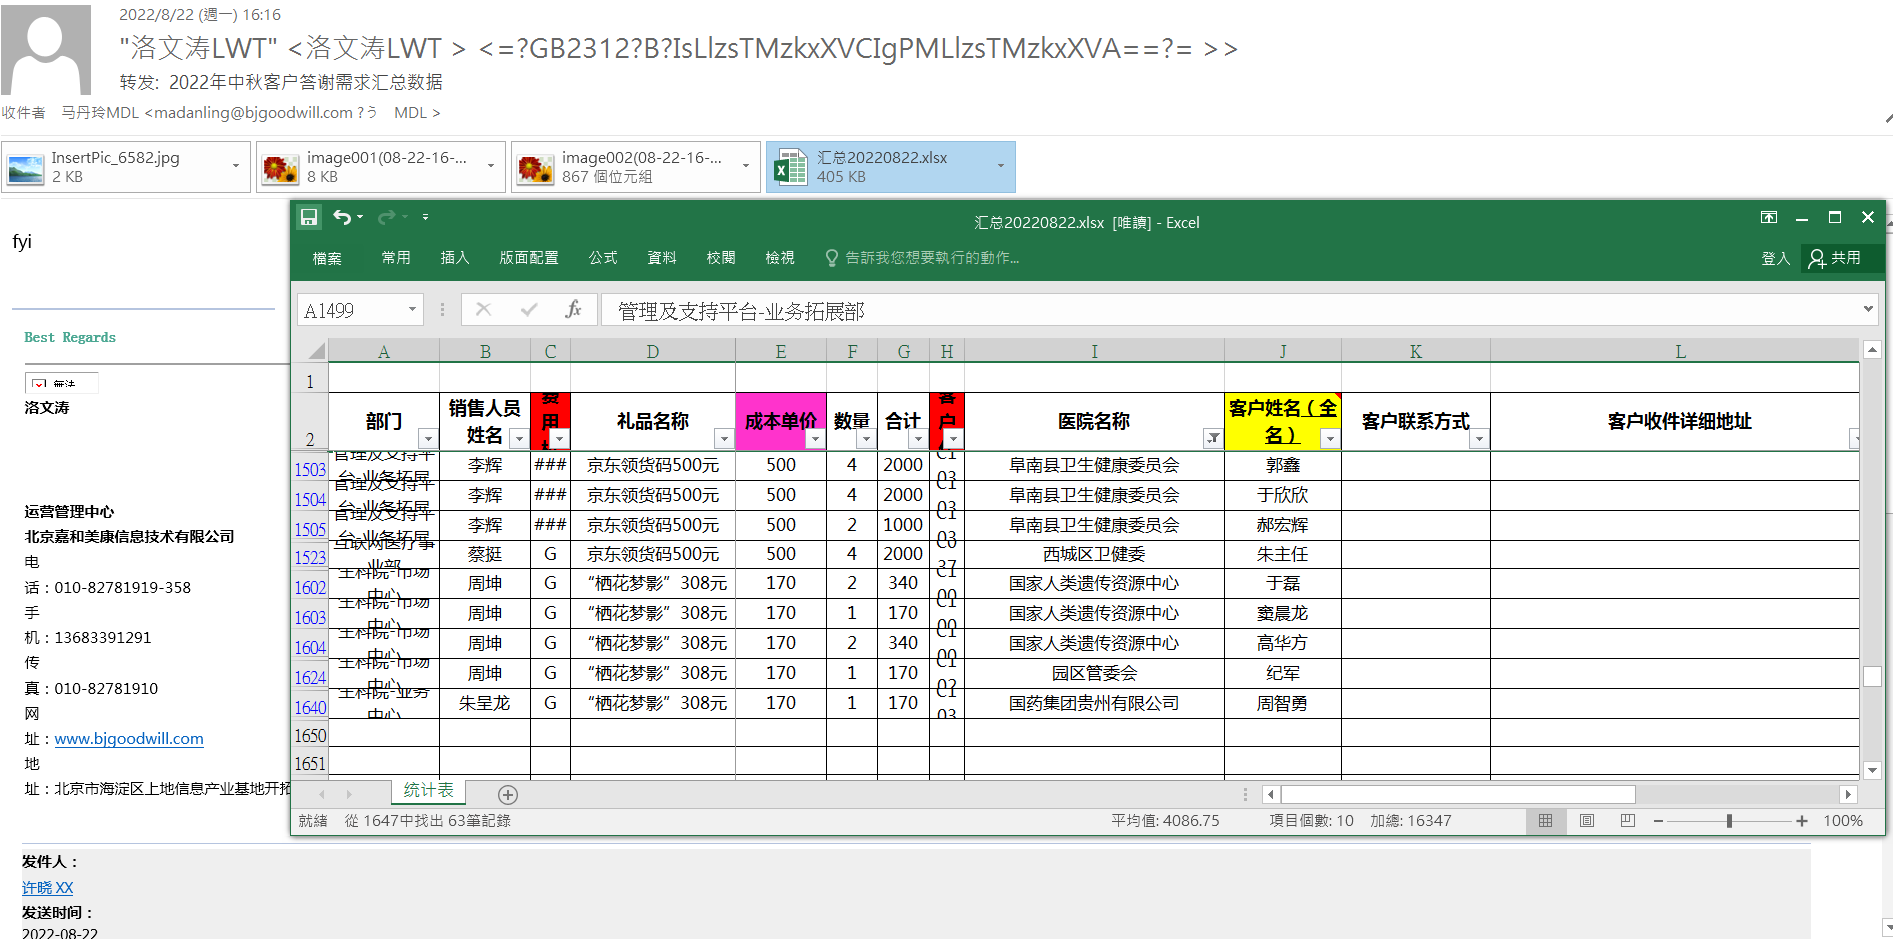 2022/8/22 (週一) 16:16
"洛文涛LWT" <洛文涛LWT > <=?GB2312?B?IsLlzsTMzkxXVCIgPMLlzsTMzkxXVA==?= >>
转发: 2022年中秋客户答谢需求汇总数据
收件者 马丹玲MDL <madanling@bjgoodwill.com ?う MDL >
InsertPic_6582.jpg
2 KB
image001(08-22-16-...
8 KB
image002(08-22-16-...
867 個位元組
汇总20220822.xlsx
405 KB
fyi
Best Regards
洛文涛
运营管理中心
北京嘉和美康信息技术有限公司
电
话：010-82781919-358
手
机：13683391291
传
真：010-82781910
网
址：www.bjgoodwill.com
地
址：北京市海淀区上地信息产业基地开拓
汇总20220822.xlsx [唯讀] - Excel
檔案 常用 插入 版面配置 公式 資料 校閱 檢視 告訴我您想要執行的動作... 登入 共用
A1499 fx 管理及支持平台-业务拓展部
A B C D E F G H I J K L
1
2 部门 销售人员姓名 费用 礼品名称 成本单价 数量 合计 客户 医院名称 客户姓名（全名） 客户联系方式 客户收件详细地址
1503 管理及支持平台-业务拓展 李辉 ### 京东领货码500元 500 4 2000 阜南县卫生健康委员会 郭鑫
1504 管理及支持平台-业务拓展 李辉 ### 京东领货码500元 500 4 2000 阜南县卫生健康委员会 于欣欣
1505 管理及支持平台-业务拓展 李辉 ### 京东领货码500元 500 2 1000 阜南县卫生健康委员会 郝宏辉
1523 互联网医疗事业部 蔡挺 G 京东领货码500元 500 4 2000 西城区卫健委 朱主任
1602 生科院-市场中心 周坤 G “栖花梦影”308元 170 2 340 国家人类遗传资源中心 于磊
1603 生科院-市场中心 周坤 G “栖花梦影”308元 170 1 170 国家人类遗传资源中心 窦晨龙
1604 生科院-市场中心 周坤 G “栖花梦影”308元 170 2 340 国家人类遗传资源中心 高华方
1624 生科院-市场中心 周坤 G “栖花梦影”308元 170 1 170 园区管委会 纪军
1640 生科院-业务中心 朱呈龙 G “栖花梦影”308元 170 1 170 国药集团贵州有限公司 周智勇
1650
1651
统计表
就緒 從 1647中找出 63筆記錄 平均值: 4086.75 項目個數: 10 加總: 16347 100%
发件人：
许晓 XX
发送时间：
2022-08-22